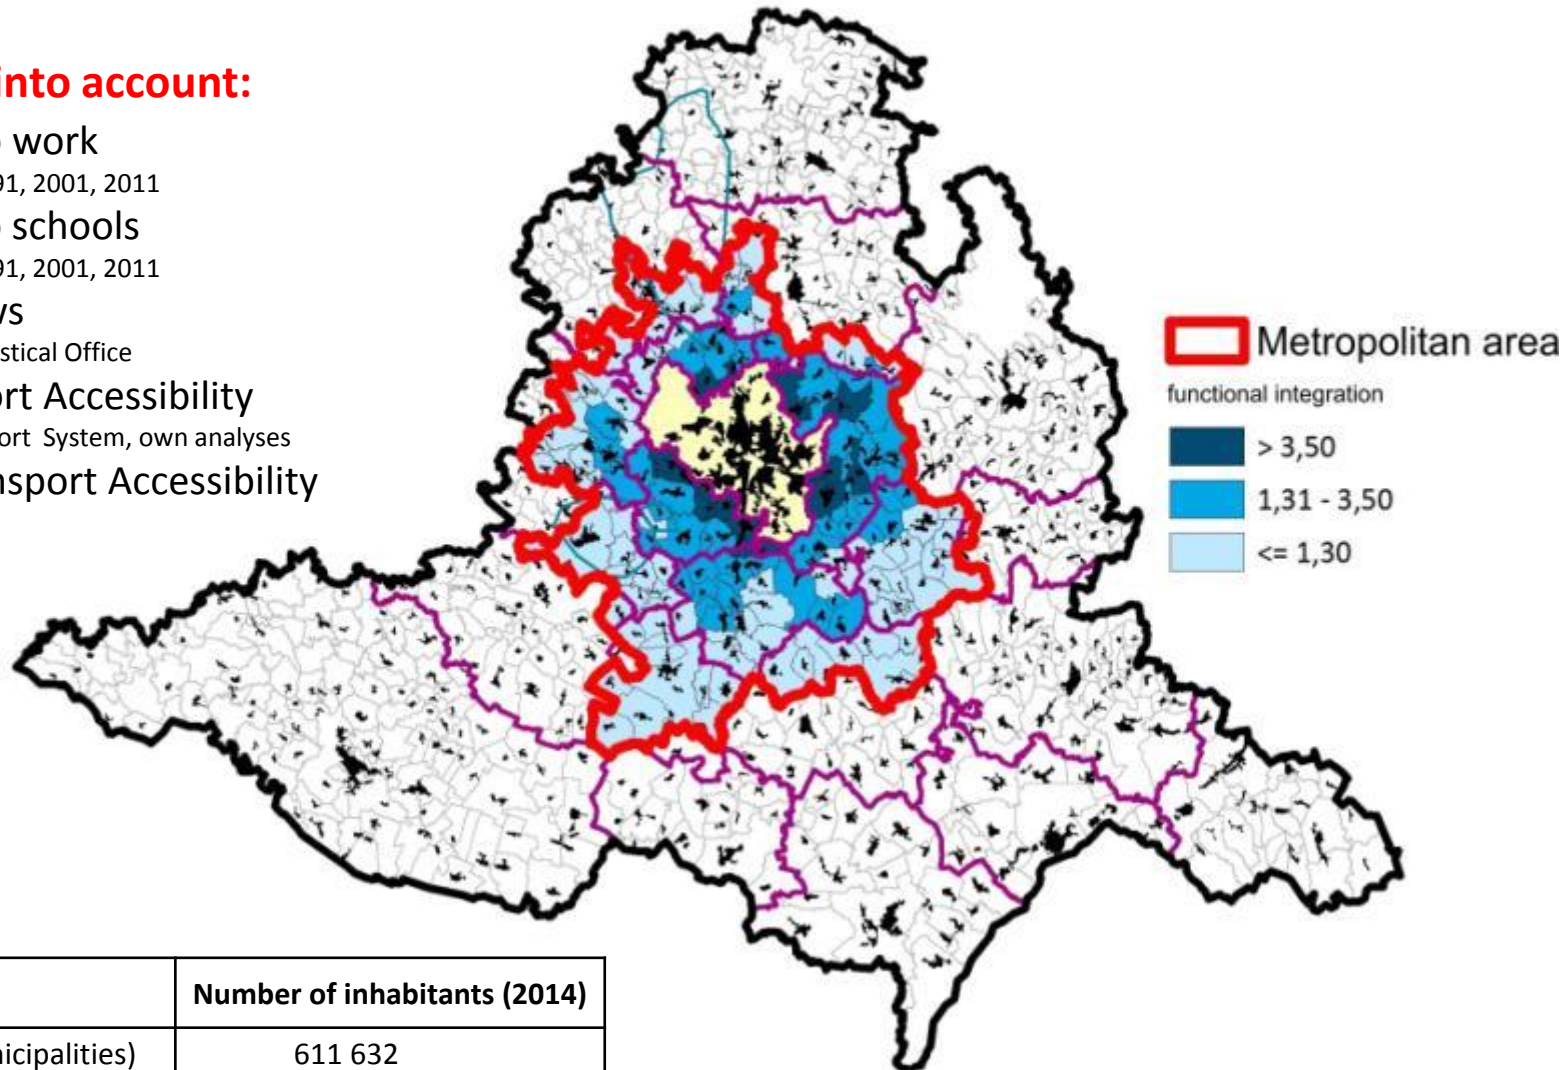 into account:
work
91, 2001, 2011
schools
91, 2001, 2011
ws
stical Office
ort Accessibility
ort System, own analyses
nsport Accessibility
Metropolitan area
functional integration
> 3,50
1,31 - 3,50
<= 1,30
Number of inhabitants (2014)
nicipalities)
611 632